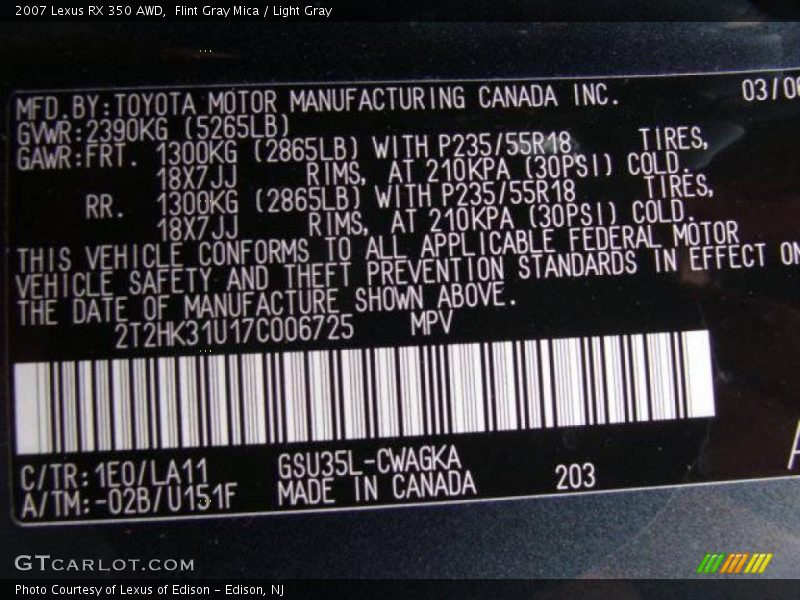 2007 Lexus RX 350 AWD, Flint Gray Mica / Light Gray
MFD.BY:TOYOTA MOTOR MANUFACTURING CANADA INC. 03/06
GVWR:2390KG (5265LB)
GAWR:FRT. 1300KG (2865LB) WITH P235/55R18 TIRES,
18X7JJ RIMS, AT 210KPA (30PSI) COLD.
RR. 1300KG (2865LB) WITH P235/55R18 TIRES,
18X7JJ RIMS, AT 210KPA (30PSI) COLD.
THIS VEHICLE CONFORMS TO ALL APPLICABLE FEDERAL MOTOR
VEHICLE SAFETY AND THEFT PREVENTION STANDARDS IN EFFECT ON
THE DATE OF MANUFACTURE SHOWN ABOVE.
2T2HK31U17C006725 MPV
C/TR:1E0/LA11 GSU35L-CWAGKA
A/TM:-02B/U151F MADE IN CANADA 203
GTCARLOT.COM
Photo Courtesy of Lexus of Edison - Edison, NJ